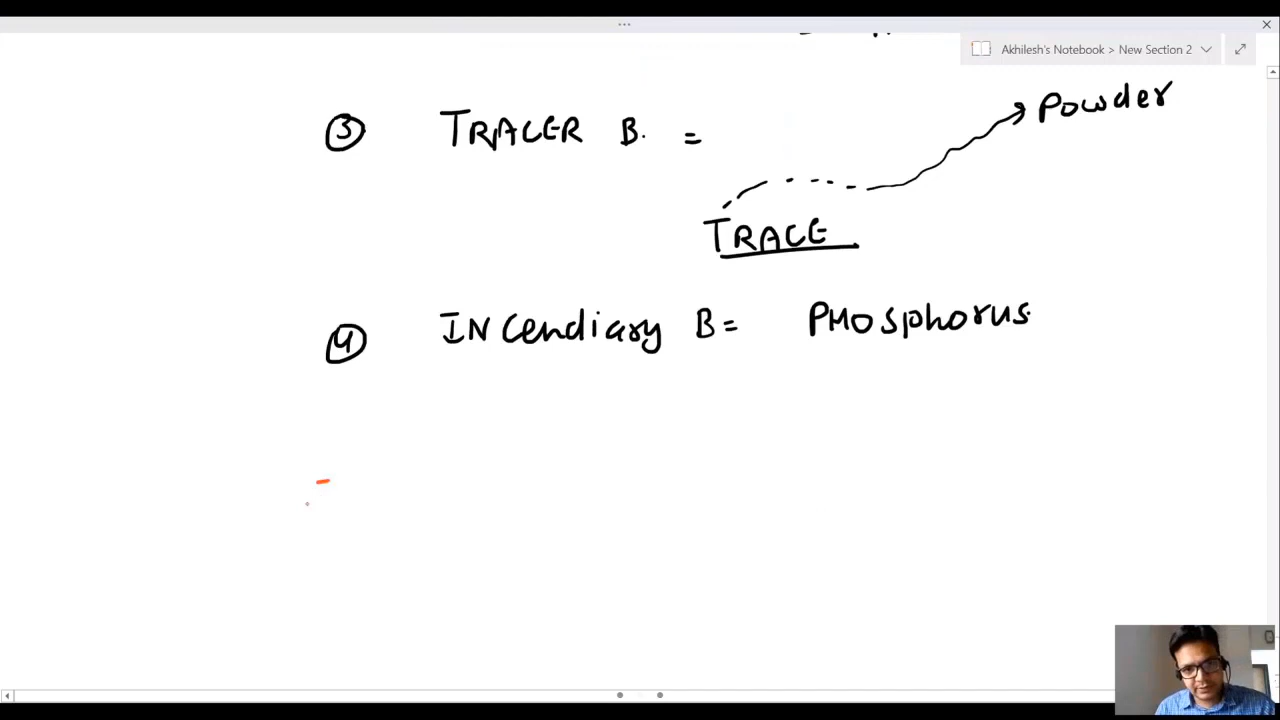 Akhilesh's Notebook > New Section 2
③ TRACER B. =
Powder
TRACE
④ INCendiary B = PHOSphorus